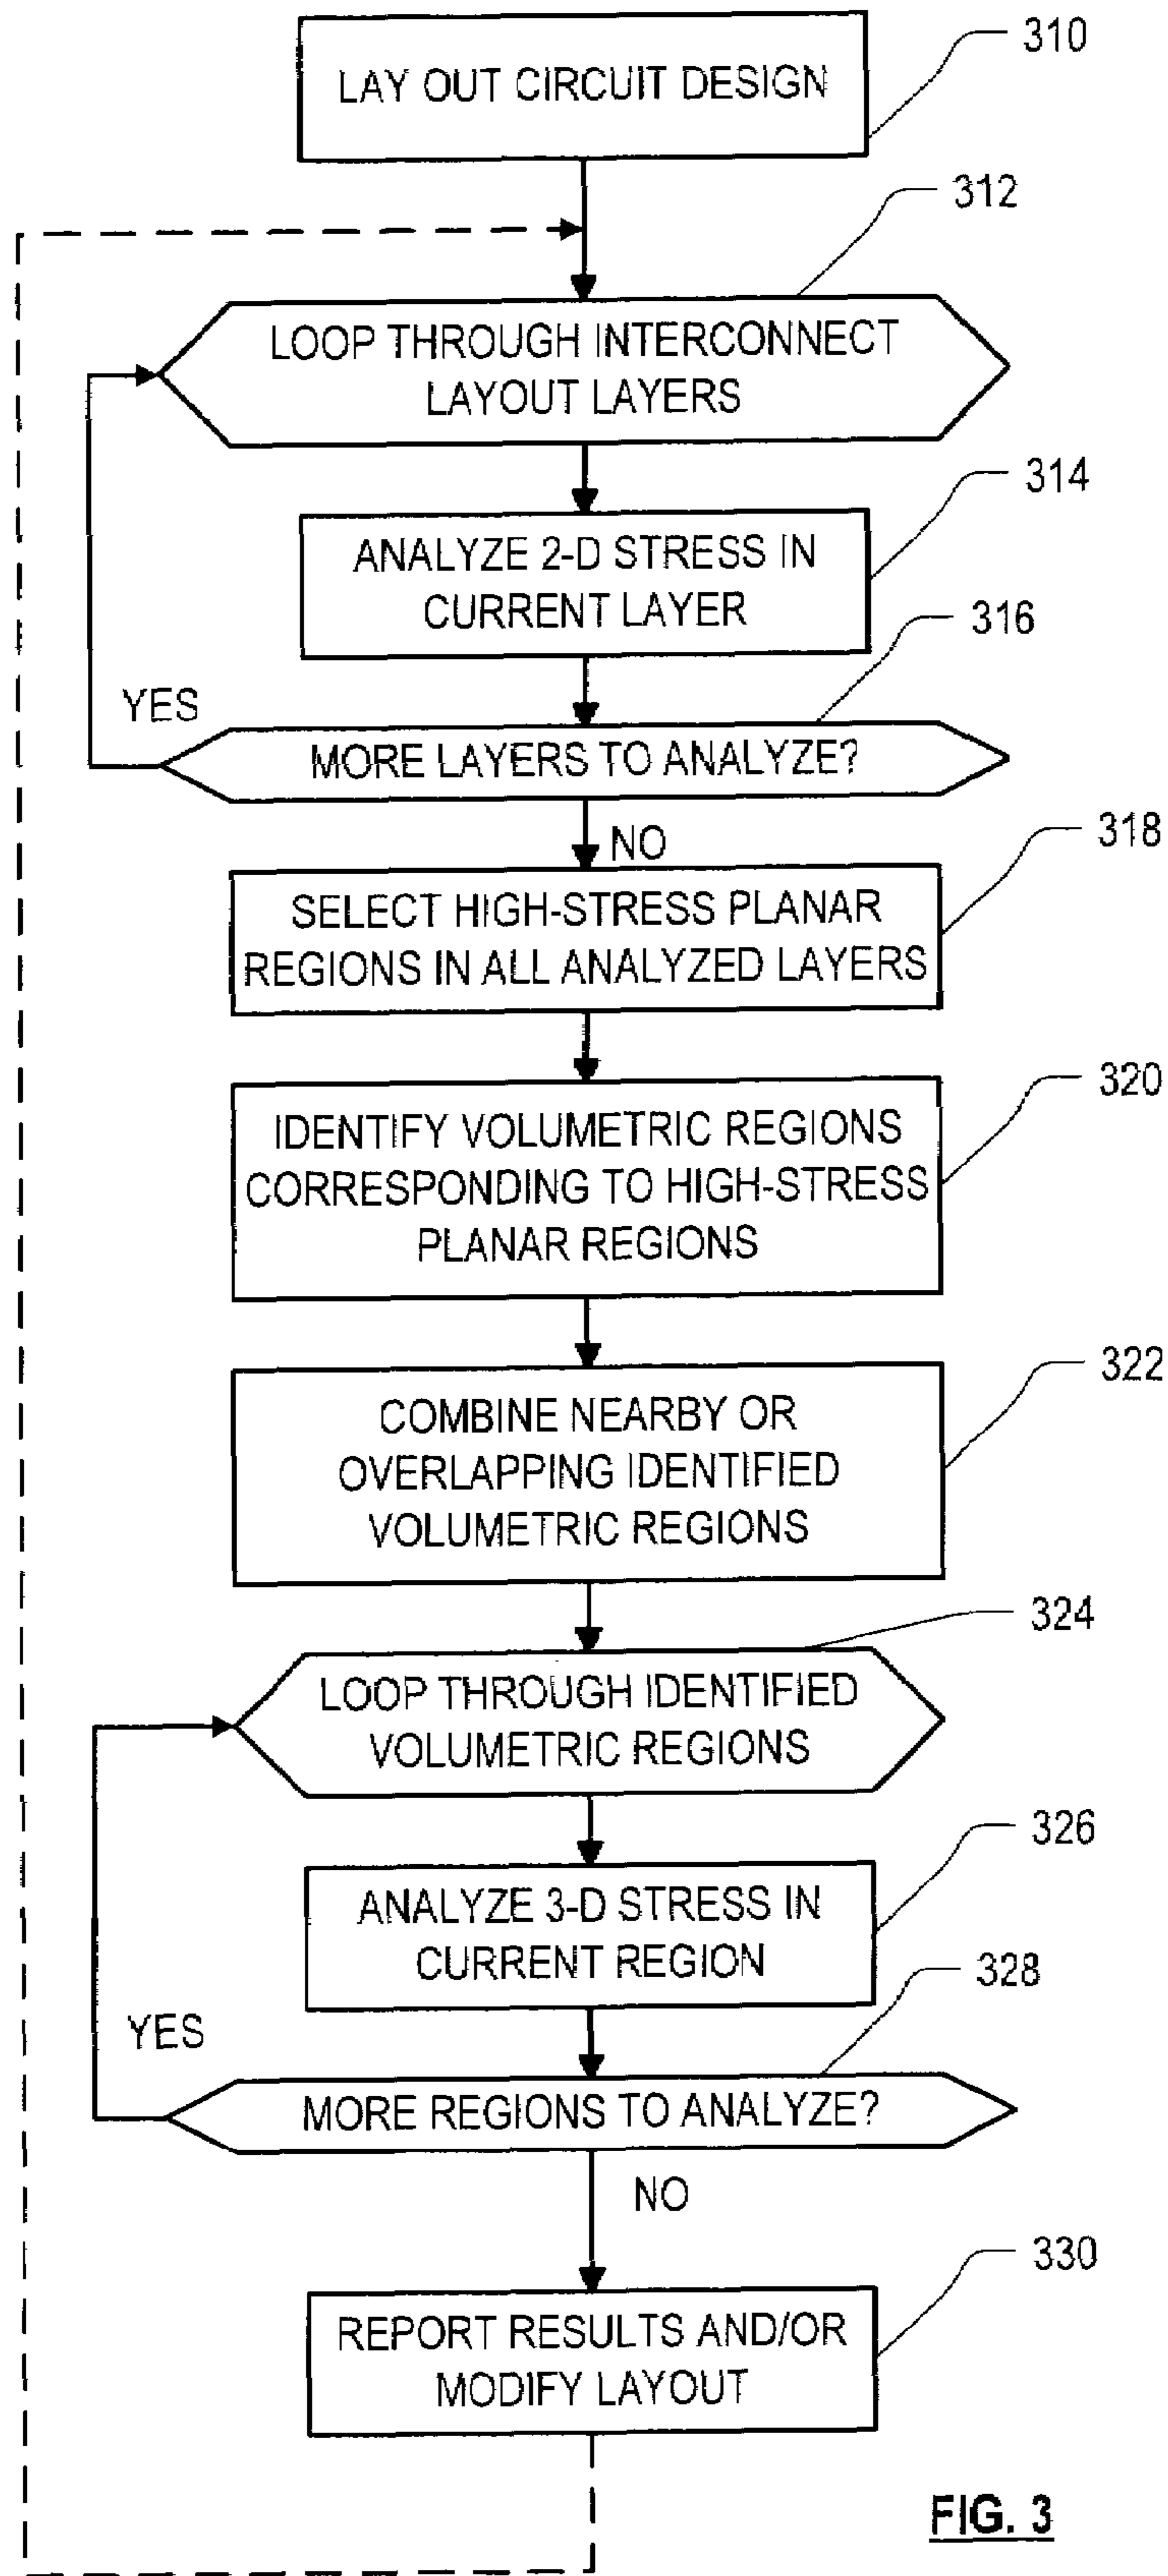 LAY OUT CIRCUIT DESIGN
310
312
LOOP THROUGH INTERCONNECT
LAYOUT LAYERS
314
ANALYZE 2-D STRESS IN
CURRENT LAYER
316
YES
MORE LAYERS TO ANALYZE?
NO
318
SELECT HIGH-STRESS PLANAR
REGIONS IN ALL ANALYZED LAYERS
320
IDENTIFY VOLUMETRIC REGIONS
CORRESPONDING TO HIGH-STRESS
PLANAR REGIONS
322
COMBINE NEARBY OR
OVERLAPPING IDENTIFIED
VOLUMETRIC REGIONS
324
LOOP THROUGH IDENTIFIED
VOLUMETRIC REGIONS
326
ANALYZE 3-D STRESS IN
CURRENT REGION
328
YES
MORE REGIONS TO ANALYZE?
NO
330
REPORT RESULTS AND/OR
MODIFY LAYOUT
FIG. 3